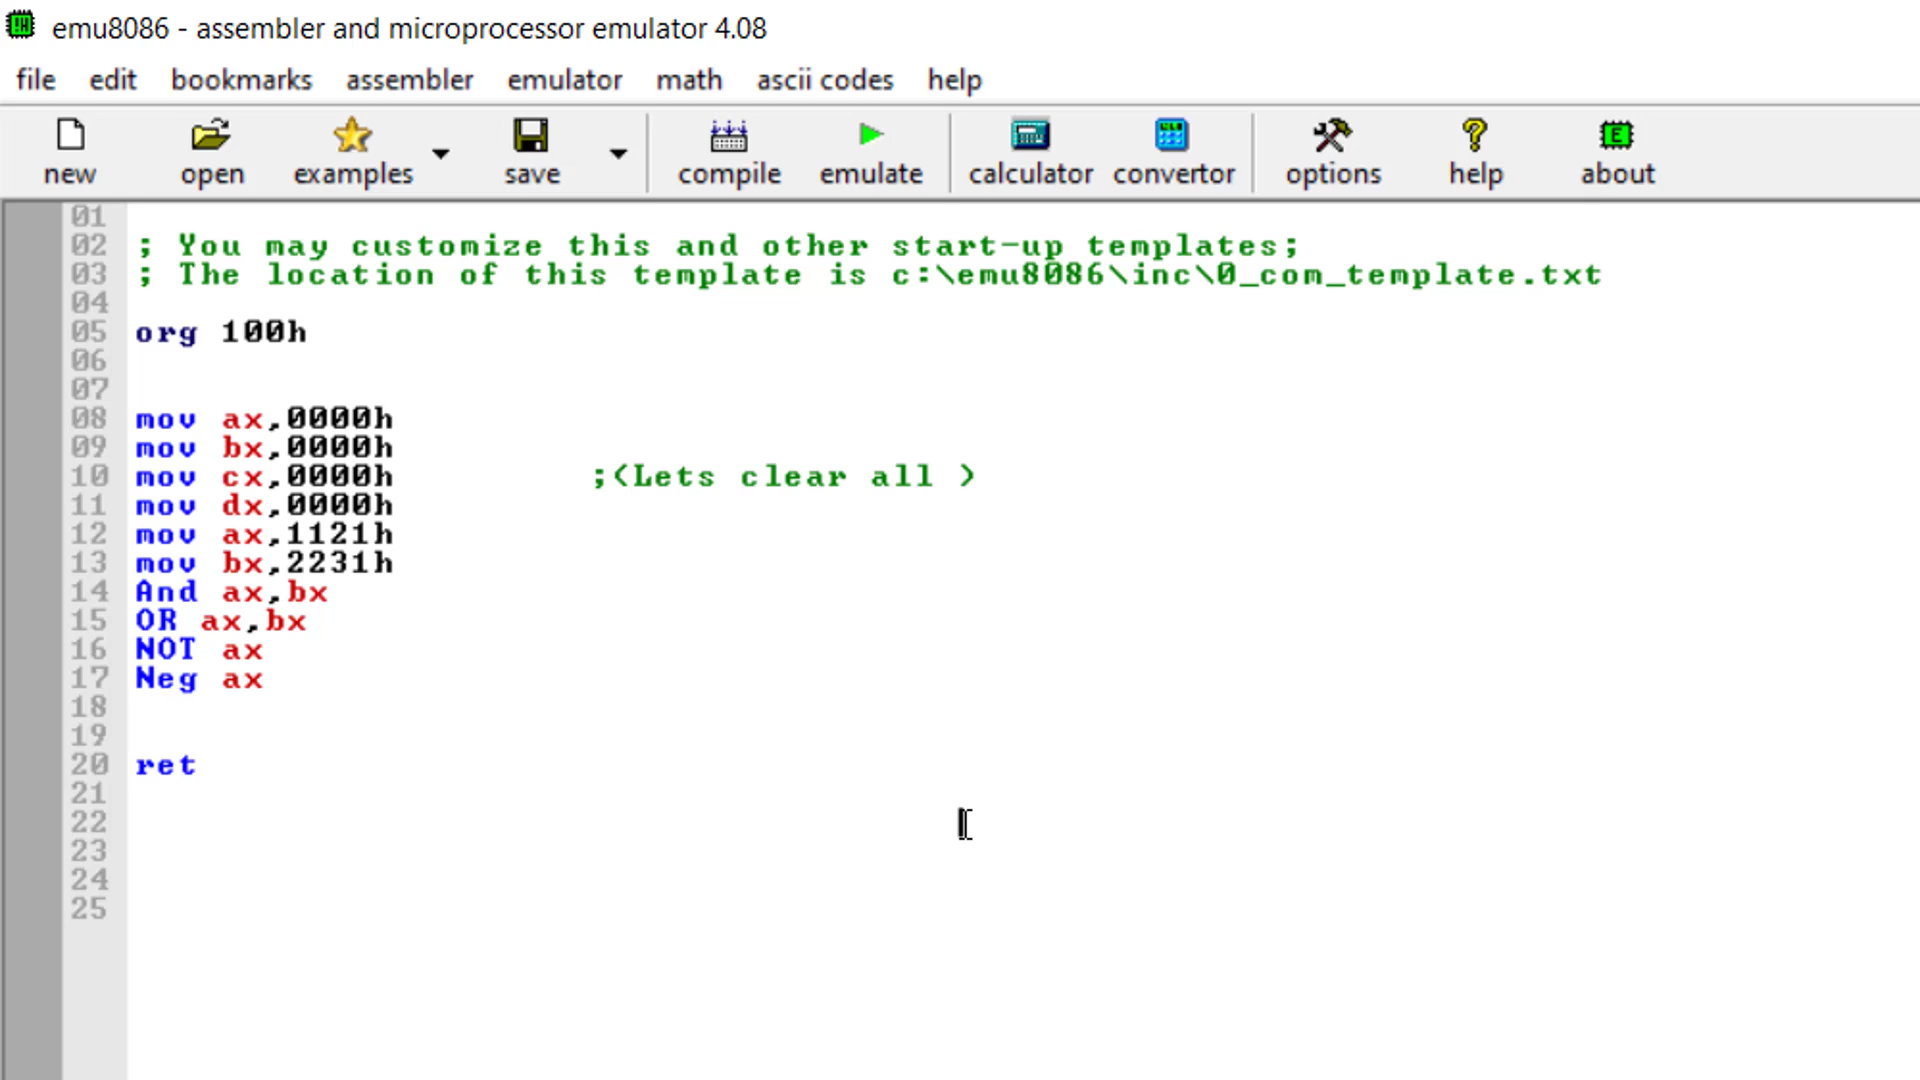 emu8086 - assembler and microprocessor emulator 4.08
file edit bookmarks assembler emulator math ascii codes help
new open examples save compile emulate calculator convertor options help about
01
02 ; You may customize this and other start-up templates;
03 ; The location of this template is c:\emu8086\inc\0_com_template.txt
04
05 org 100h
06
07
08 mov ax,0000h
09 mov bx,0000h
10 mov cx,0000h ;(Lets clear all )
11 mov dx,0000h
12 mov ax,1121h
13 mov bx,2231h
14 And ax,bx
15 OR ax,bx
16 NOT ax
17 Neg ax
18
19
20 ret
21
22
23
24
25